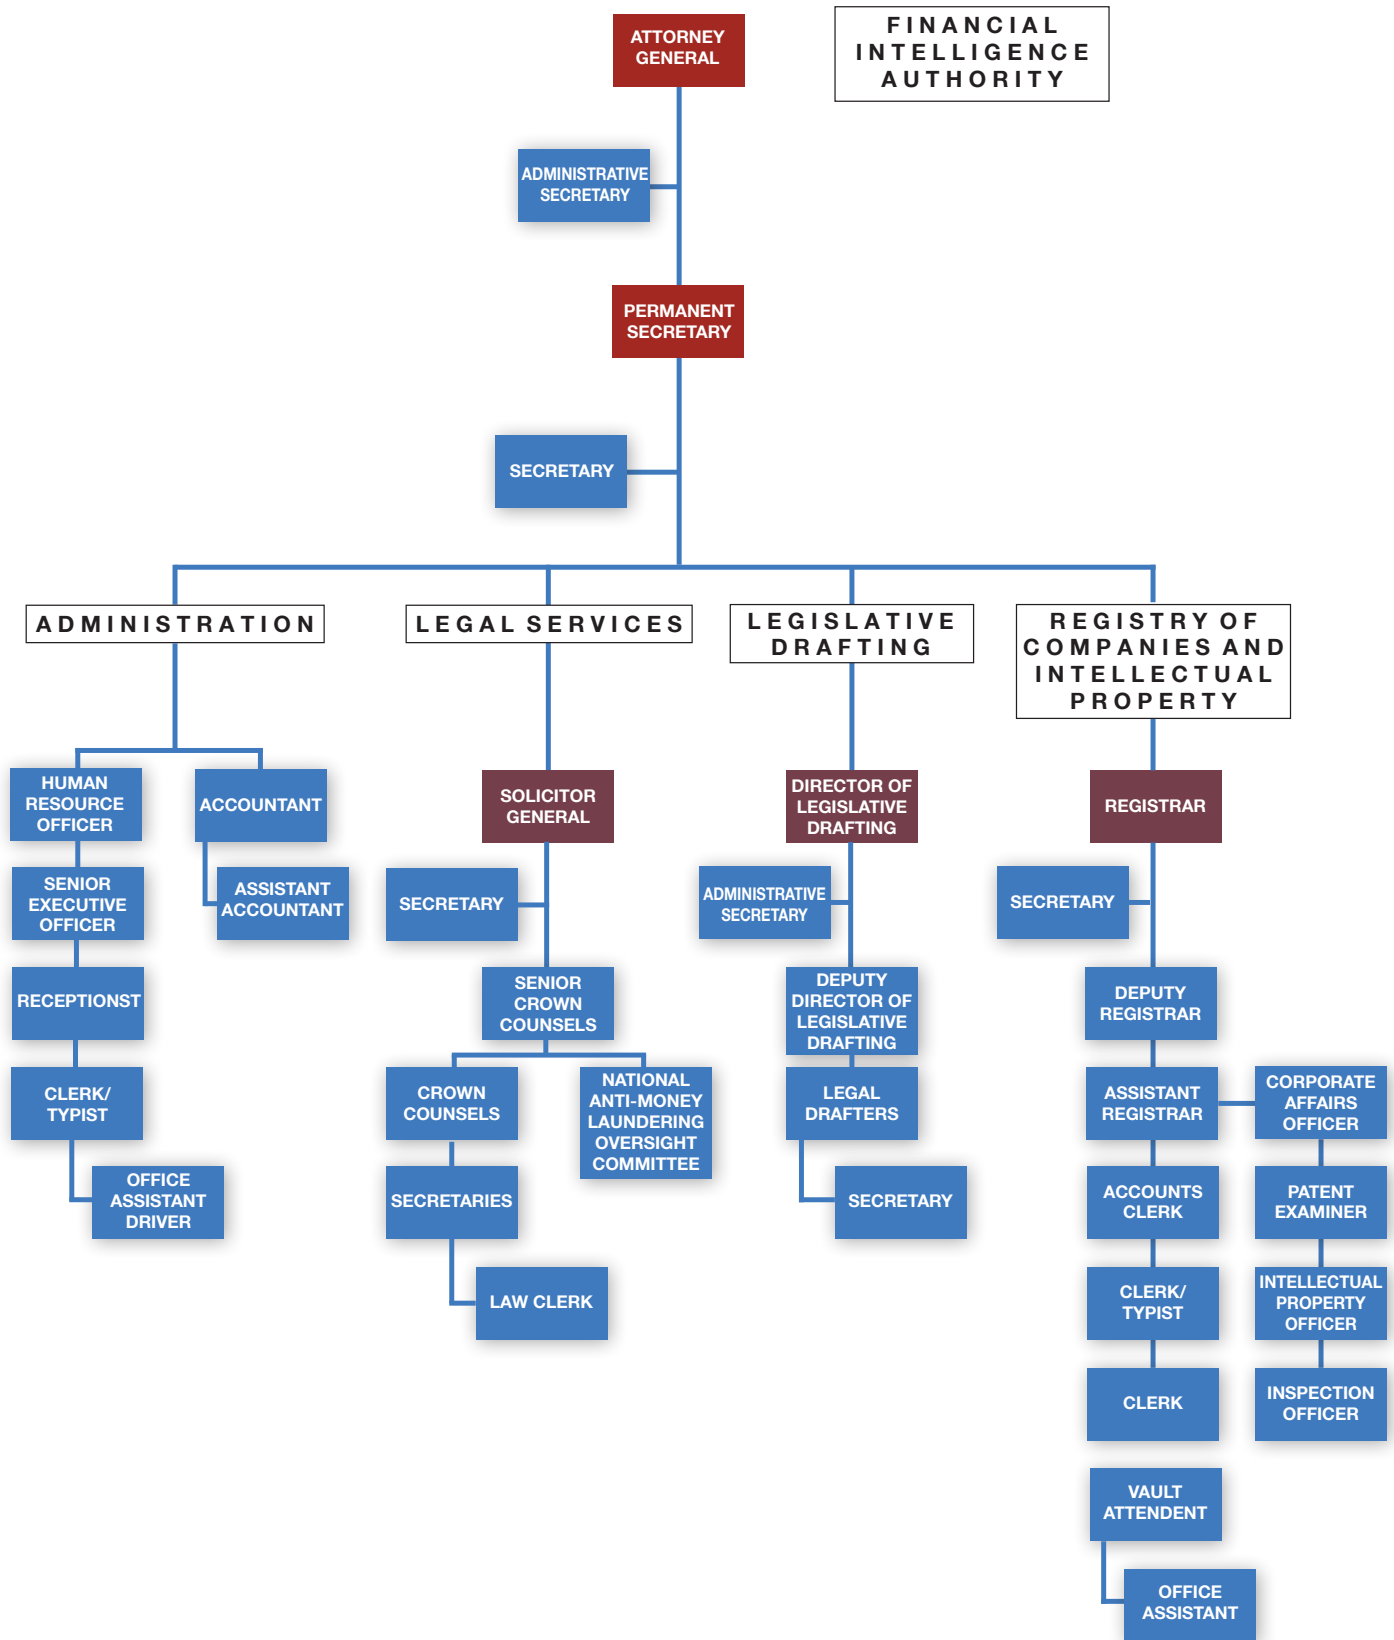 ATTORNEY
GENERAL
FINANCIAL
INTELLIGENCE
AUTHORITY
ADMINISTRATIVE
SECRETARY
PERMANENT
SECRETARY
SECRETARY
ADMINISTRATION
LEGAL SERVICES
LEGISLATIVE
DRAFTING
REGISTRY OF
COMPANIES AND
INTELLECTUAL
PROPERTY
HUMAN
RESOURCE
OFFICER
ACCOUNTANT
SENIOR
EXECUTIVE
OFFICER
ASSISTANT
ACCOUNTANT
RECEPTIONST
CLERK/
TYPIST
OFFICE
ASSISTANT
DRIVER
SOLICITOR
GENERAL
SECRETARY
SENIOR
CROWN
COUNSELS
CROWN
COUNSELS
NATIONAL
ANTI-MONEY
LAUNDERING
OVERSIGHT
COMMITTEE
SECRETARIES
LAW CLERK
DIRECTOR OF
LEGISLATIVE
DRAFTING
ADMINISTRATIVE
SECRETARY
DEPUTY
DIRECTOR OF
LEGISLATIVE
DRAFTING
LEGAL
DRAFTERS
SECRETARY
REGISTRAR
SECRETARY
DEPUTY
REGISTRAR
ASSISTANT
REGISTRAR
CORPORATE
AFFAIRS
OFFICER
ACCOUNTS
CLERK
PATENT
EXAMINER
CLERK/
TYPIST
INTELLECTUAL
PROPERTY
OFFICER
CLERK
INSPECTION
OFFICER
VAULT
ATTENDENT
OFFICE
ASSISTANT